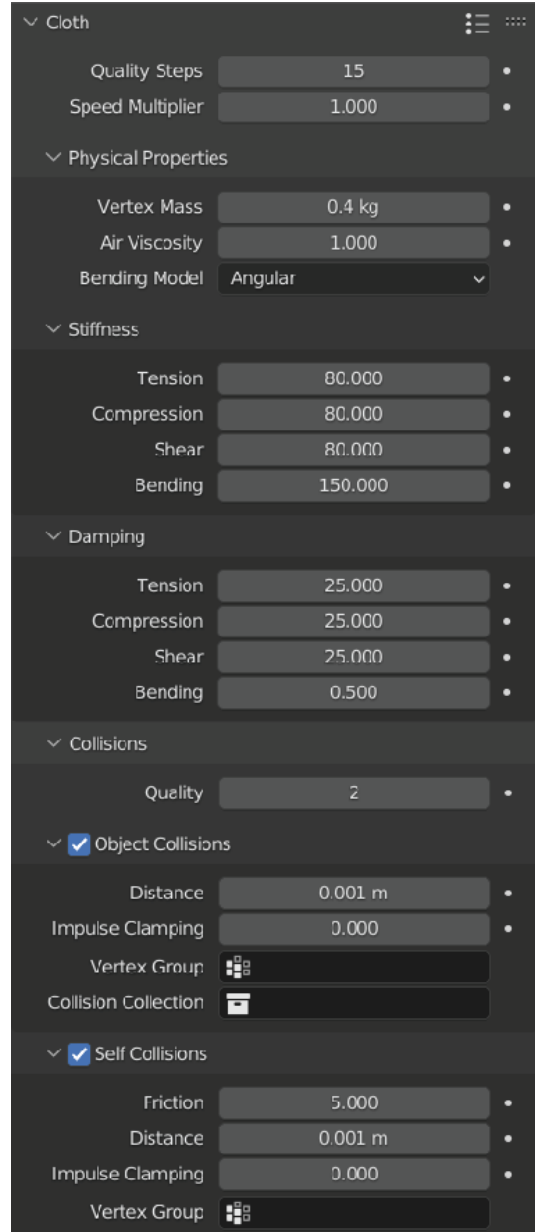 Cloth
Quality Steps 15
Speed Multiplier 1.000
Physical Properties
Vertex Mass 0.4 kg
Air Viscosity 1.000
Bending Model Angular
Stiffness
Tension 80.000
Compression 80.000
Shear 80.000
Bending 150.000
Damping
Tension 25.000
Compression 25.000
Shear 25.000
Bending 0.500
Collisions
Quality 2
Object Collisions
Distance 0.001 m
Impulse Clamping 0.000
Vertex Group
Collision Collection
Self Collisions
Friction 5.000
Distance 0.001 m
Impulse Clamping 0.000
Vertex Group